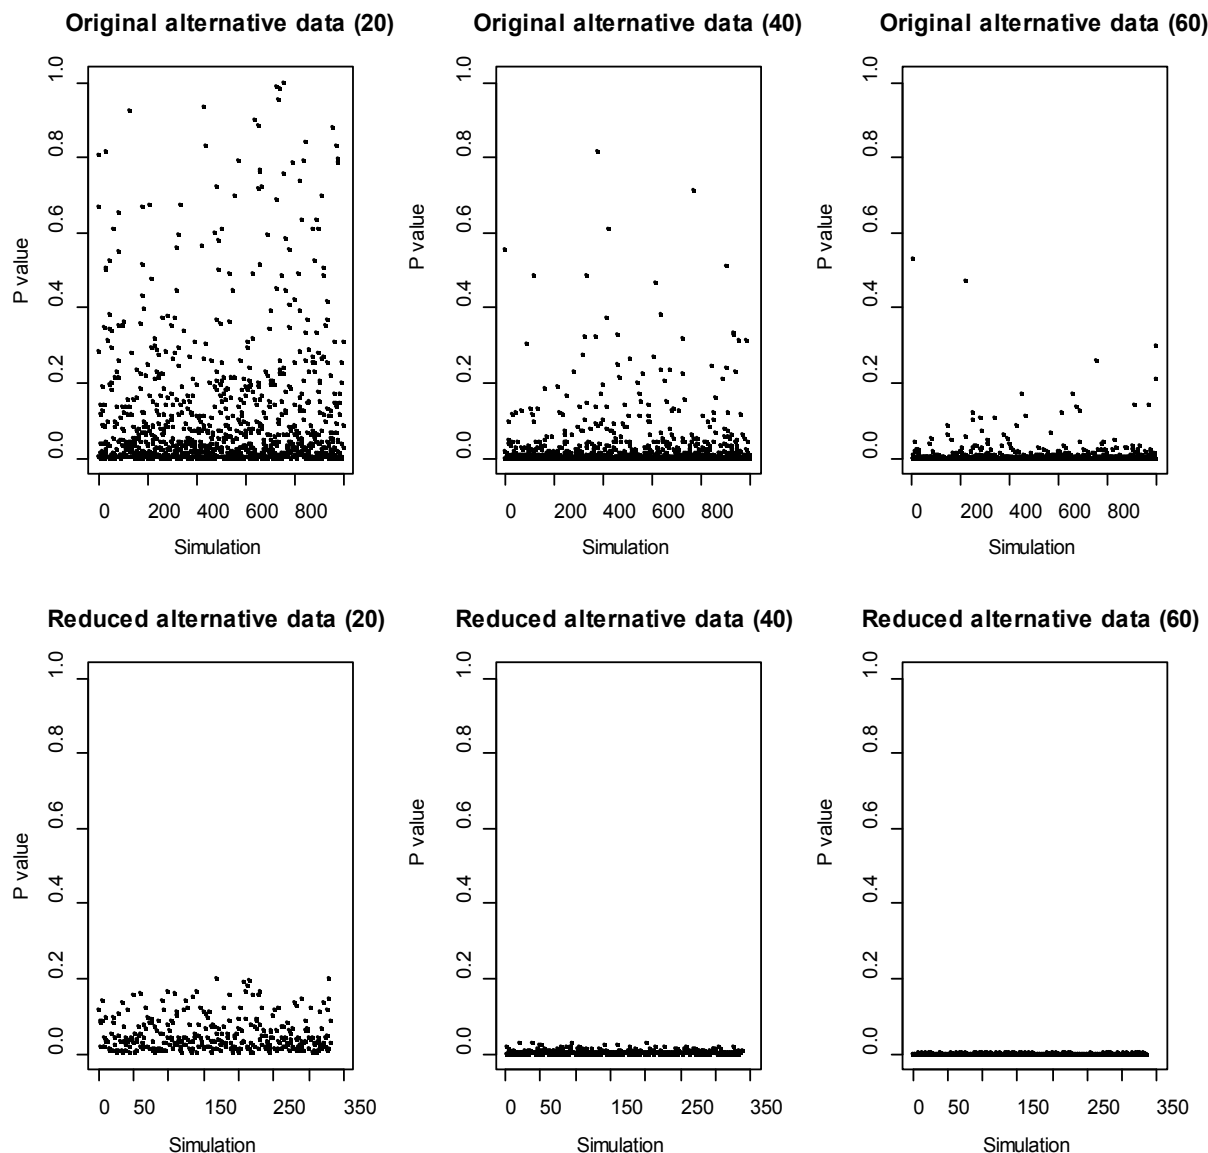 Original alternative data (20)
Original alternative data (40)
Original alternative data (60)
P value
0.0 0.2 0.4 0.6 0.8 1.0
0 200 400 600 800
Simulation
P value
0.0 0.2 0.4 0.6 0.8 1.0
0 200 400 600 800
Simulation
P value
0.0 0.2 0.4 0.6 0.8 1.0
0 200 400 600 800
Simulation
Reduced alternative data (20)
Reduced alternative data (40)
Reduced alternative data (60)
P value
0.0 0.2 0.4 0.6 0.8 1.0
0 50 150 250 350
Simulation
P value
0.0 0.2 0.4 0.6 0.8 1.0
0 50 150 250 350
Simulation
P value
0.0 0.2 0.4 0.6 0.8 1.0
0 50 150 250 350
Simulation